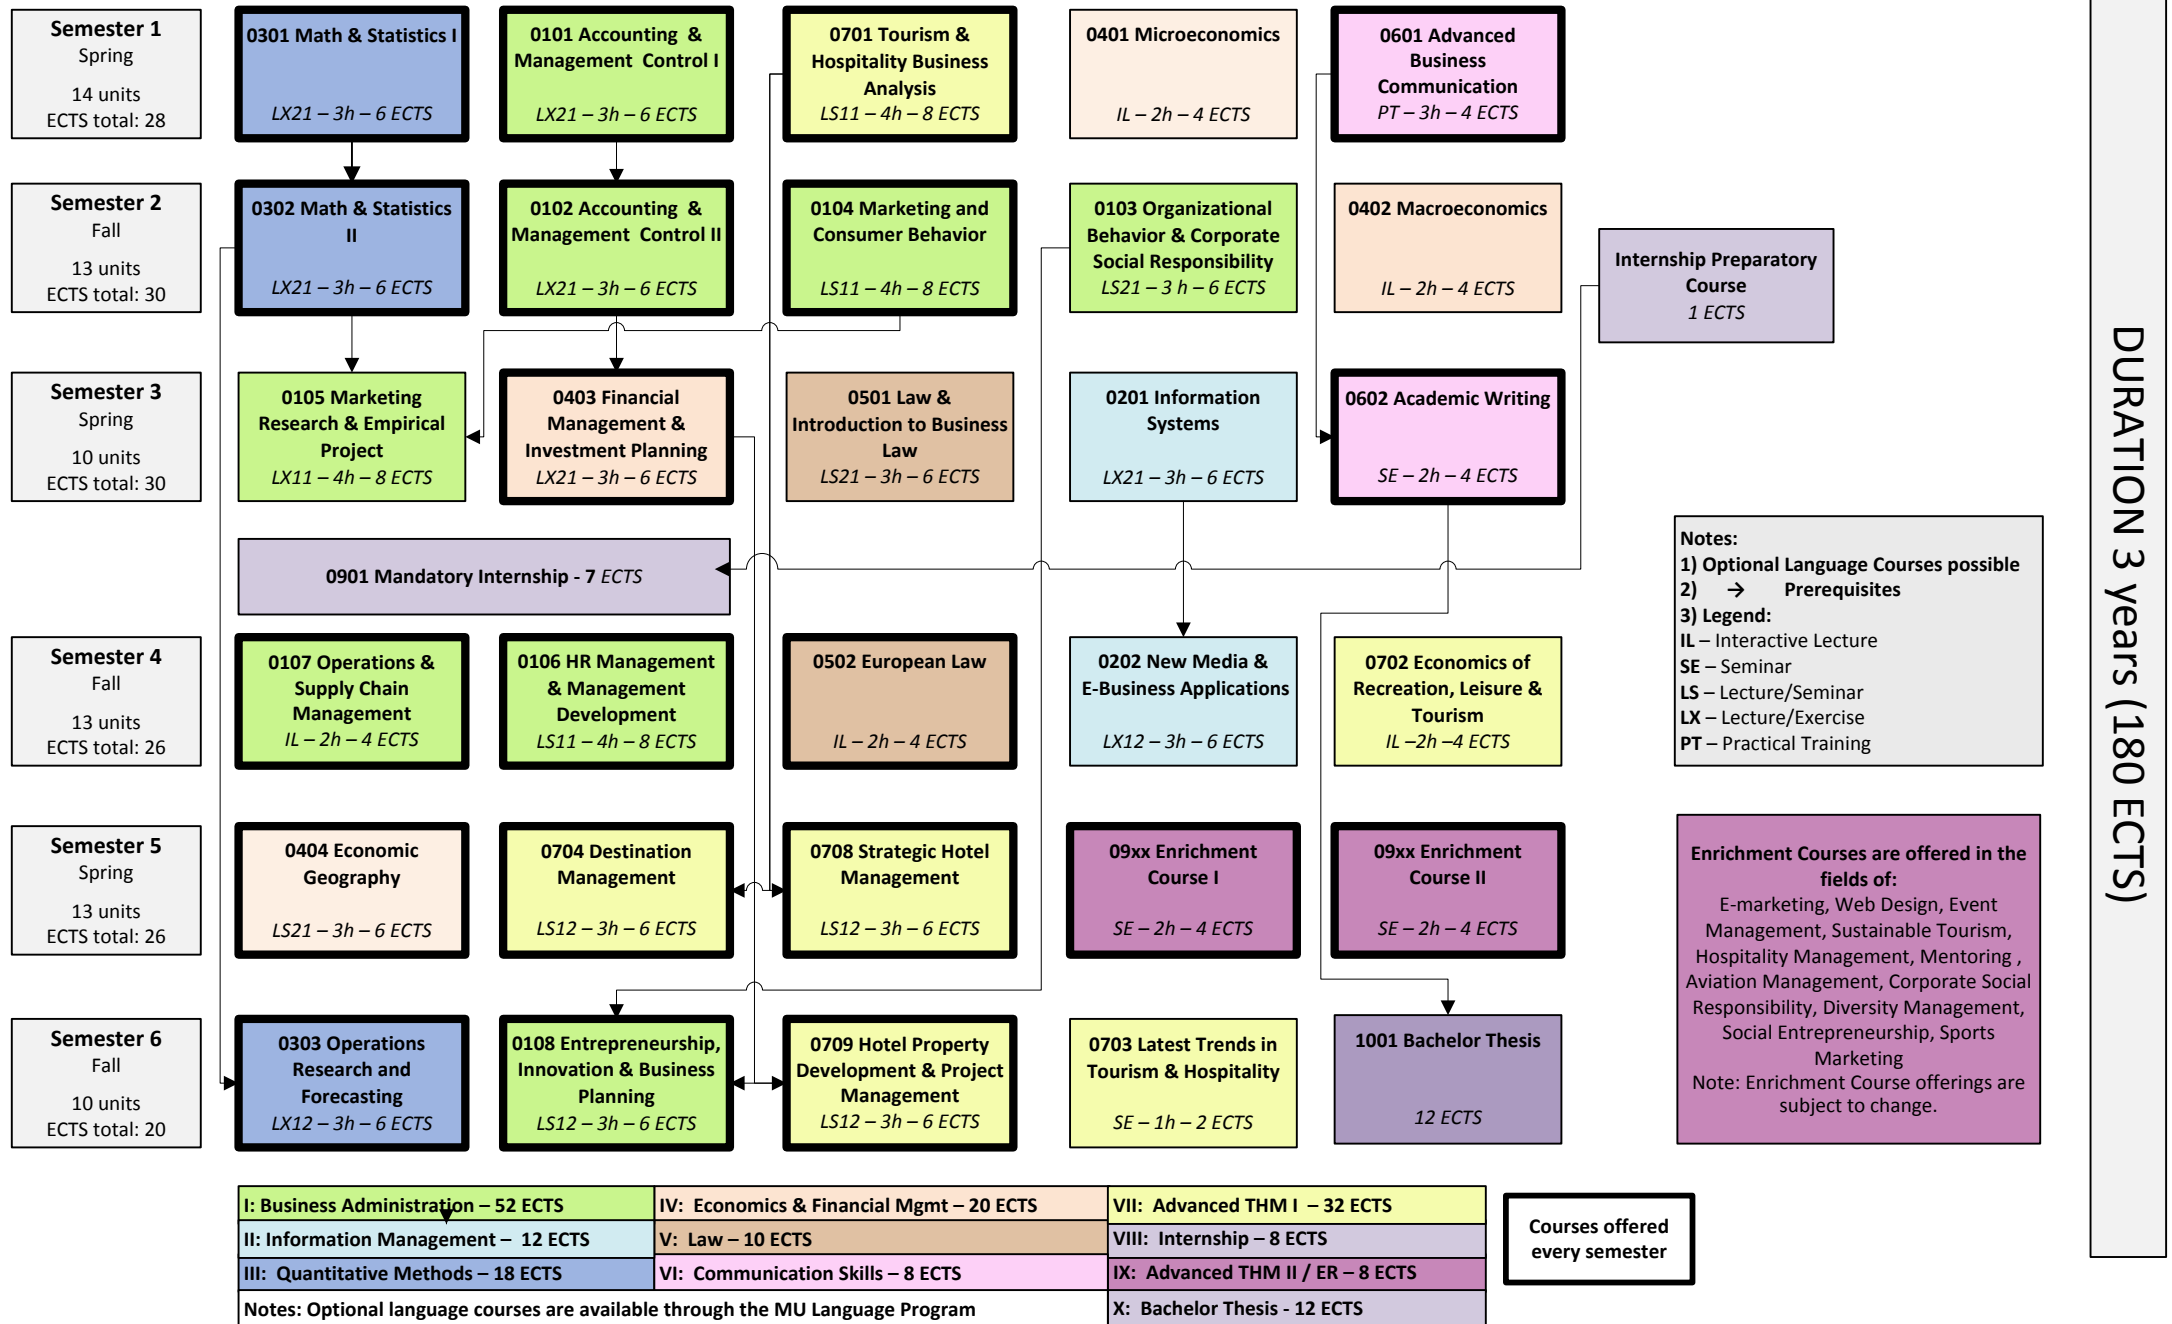 Semester 1
Spring
14 units
ECTS total: 28
0301 Math & Statistics I
LX21 – 3h – 6 ECTS
0101 Accounting &
Management Control I
LX21 – 3h – 6 ECTS
0701 Tourism &
Hospitality Business
Analysis
LS11 – 4h – 8 ECTS
0401 Microeconomics
IL – 2h – 4 ECTS
0601 Advanced
Business
Communication
PT – 3h – 4 ECTS
Semester 2
Fall
13 units
ECTS total: 30
0302 Math & Statistics
II
LX21 – 3h – 6 ECTS
0102 Accounting &
Management Control II
LX21 – 3h – 6 ECTS
0104 Marketing and
Consumer Behavior
LS11 – 4h – 8 ECTS
0103 Organizational
Behavior & Corporate
Social Responsibility
LS21 – 3 h – 6 ECTS
0402 Macroeconomics
IL – 2h – 4 ECTS
Internship Preparatory
Course
1 ECTS
Semester 3
Spring
10 units
ECTS total: 30
0105 Marketing
Research & Empirical
Project
LX11 – 4h – 8 ECTS
0403 Financial
Management &
Investment Planning
LX21 – 3h – 6 ECTS
0501 Law &
Introduction to Business
Law
LS21 – 3h – 6 ECTS
0201 Information
Systems
LX21 – 3h – 6 ECTS
0602 Academic Writing
SE – 2h – 4 ECTS
0901 Mandatory Internship - 7 ECTS
Notes:
1) Optional Language Courses possible
2) → Prerequisites
3) Legend:
IL – Interactive Lecture
SE – Seminar
LS – Lecture/Seminar
LX – Lecture/Exercise
PT – Practical Training
Semester 4
Fall
13 units
ECTS total: 26
0107 Operations &
Supply Chain
Management
IL – 2h – 4 ECTS
0106 HR Management
& Management
Development
LS11 – 4h – 8 ECTS
0502 European Law
IL – 2h – 4 ECTS
0202 New Media &
E-Business Applications
LX12 – 3h – 6 ECTS
0702 Economics of
Recreation, Leisure &
Tourism
IL –2h –4 ECTS
Semester 5
Spring
13 units
ECTS total: 26
0404 Economic
Geography
LS21 – 3h – 6 ECTS
0704 Destination
Management
LS12 – 3h – 6 ECTS
0708 Strategic Hotel
Management
LS12 – 3h – 6 ECTS
09xx Enrichment
Course I
SE – 2h – 4 ECTS
09xx Enrichment
Course II
SE – 2h – 4 ECTS
Enrichment Courses are offered in the
fields of:
E-marketing, Web Design, Event
Management, Sustainable Tourism,
Hospitality Management, Mentoring ,
Aviation Management, Corporate Social
Responsibility, Diversity Management,
Social Entrepreneurship, Sports
Marketing
Note: Enrichment Course offerings are
subject to change.
Semester 6
Fall
10 units
ECTS total: 20
0303 Operations
Research and
Forecasting
LX12 – 3h – 6 ECTS
0108 Entrepreneurship,
Innovation & Business
Planning
LS12 – 3h – 6 ECTS
0709 Hotel Property
Development & Project
Management
LS12 – 3h – 6 ECTS
0703 Latest Trends in
Tourism & Hospitality
SE – 1h – 2 ECTS
1001 Bachelor Thesis
12 ECTS
DURATION 3 years (180 ECTS)
I: Business Administration – 52 ECTS
IV: Economics & Financial Mgmt – 20 ECTS
VII: Advanced THM I – 32 ECTS
II: Information Management – 12 ECTS
V: Law – 10 ECTS
VIII: Internship – 8 ECTS
III: Quantitative Methods – 18 ECTS
VI: Communication Skills – 8 ECTS
IX: Advanced THM II / ER – 8 ECTS
Notes: Optional language courses are available through the MU Language Program
X: Bachelor Thesis - 12 ECTS
Courses offered
every semester